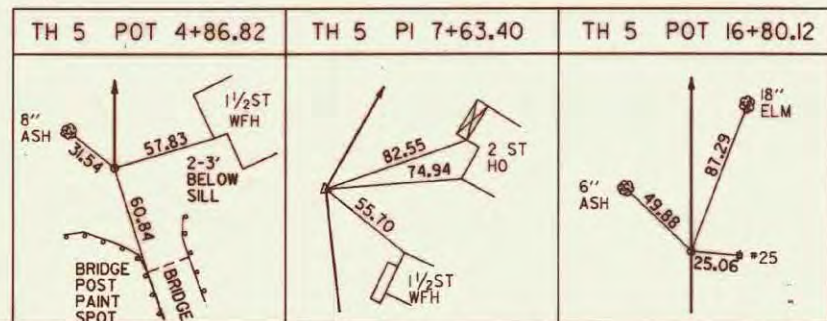 TH 5 POT 4+86.82
8" ASH
31.54
57.83
1½ST
WFH
2-3'
BELOW
SILL
60.84
BRIDGE
POST
PAINT
SPOT
BRIDGE
TH 5 PI 7+63.40
82.55
74.94
2 ST
HO
55.70
1½ST
WFH
TH 5 POT 16+80.12
18"
ELM
87.29
6"
ASH
49.88
25.06
#25